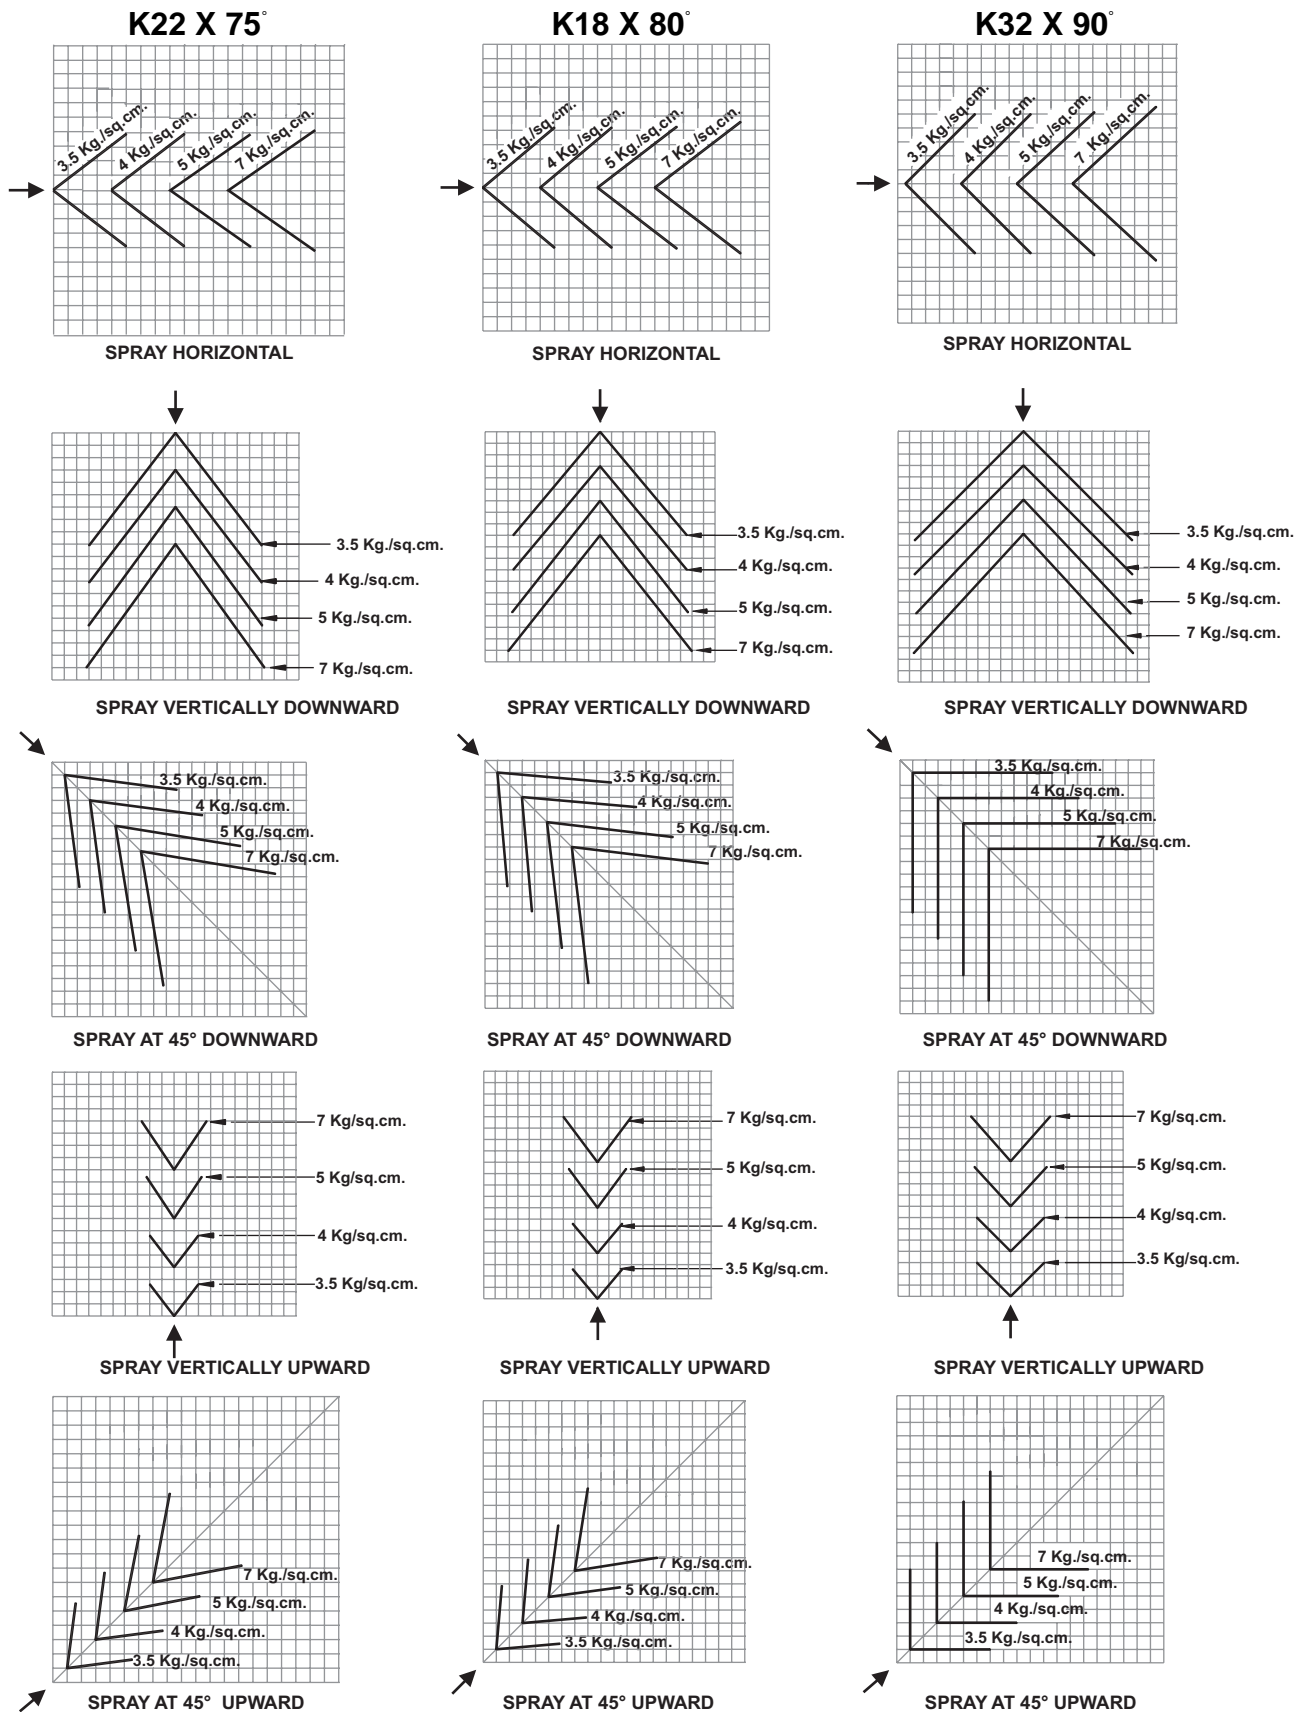 K22 X 75°
K18 X 80°
K32 X 90°
3.5 Kg./sq.cm.
4 Kg./sq.cm.
5 Kg./sq.cm.
7 Kg./sq.cm.
3.5 Kg./sq.cm.
4 Kg./sq.cm.
5 Kg./sq.cm.
7 Kg./sq.cm.
3.5 Kg./sq.cm.
4 Kg./sq.cm.
5 Kg./sq.cm.
7 Kg./sq.cm.
SPRAY HORIZONTAL
SPRAY HORIZONTAL
SPRAY HORIZONTAL
3.5 Kg./sq.cm.
4 Kg./sq.cm.
5 Kg./sq.cm.
7 Kg./sq.cm.
3.5 Kg./sq.cm.
4 Kg./sq.cm.
5 Kg./sq.cm.
7 Kg./sq.cm.
3.5 Kg./sq.cm.
4 Kg./sq.cm.
5 Kg./sq.cm.
7 Kg./sq.cm.
SPRAY VERTICALLY DOWNWARD
SPRAY VERTICALLY DOWNWARD
SPRAY VERTICALLY DOWNWARD
3.5 Kg./sq.cm.
4 Kg./sq.cm.
5 Kg./sq.cm.
7 Kg./sq.cm.
3.5 Kg./sq.cm.
4 Kg./sq.cm.
5 Kg./sq.cm.
7 Kg./sq.cm.
3.5 Kg./sq.cm.
4 Kg./sq.cm.
5 Kg./sq.cm.
7 Kg./sq.cm.
SPRAY AT 45° DOWNWARD
SPRAY AT 45° DOWNWARD
SPRAY AT 45° DOWNWARD
7 Kg/sq.cm.
5 Kg/sq.cm.
4 Kg/sq.cm.
3.5 Kg/sq.cm.
7 Kg/sq.cm.
5 Kg/sq.cm.
4 Kg/sq.cm.
3.5 Kg/sq.cm.
7 Kg/sq.cm.
5 Kg/sq.cm.
4 Kg/sq.cm.
3.5 Kg/sq.cm.
SPRAY VERTICALLY UPWARD
SPRAY VERTICALLY UPWARD
SPRAY VERTICALLY UPWARD
7 Kg./sq.cm.
5 Kg./sq.cm.
4 Kg./sq.cm.
3.5 Kg./sq.cm.
7 Kg./sq.cm.
5 Kg./sq.cm.
4 Kg./sq.cm.
3.5 Kg./sq.cm.
7 Kg./sq.cm.
5 Kg./sq.cm.
4 Kg./sq.cm.
3.5 Kg./sq.cm.
SPRAY AT 45° UPWARD
SPRAY AT 45° UPWARD
SPRAY AT 45° UPWARD